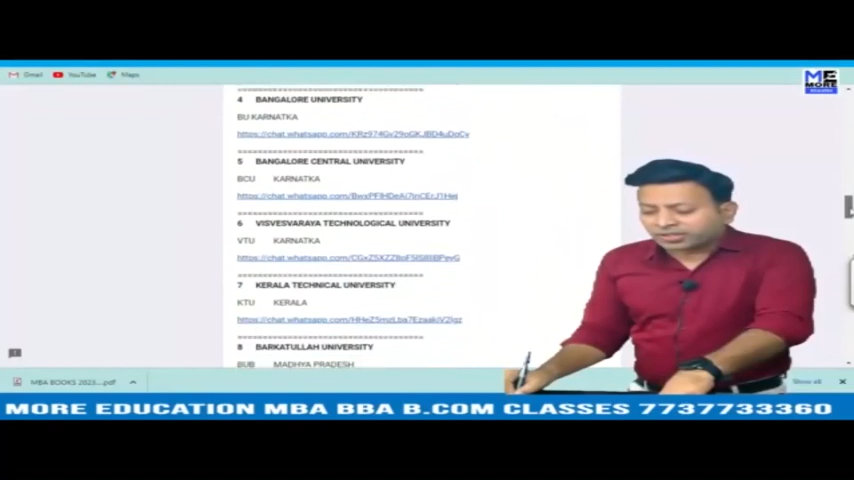 Gmail YouTube Maps
MORE
4 BANGALORE UNIVERSITY
BU KARNATKA
5 BANGALORE CENTRAL UNIVERSITY
BCU KARNATKA
6 VISVESVARAYA TECHNOLOGICAL UNIVERSITY
VTU KARNATKA
7 KERALA TECHNICAL UNIVERSITY
KTU KERALA
8 BARKATULLAH UNIVERSITY
BUB MADHYA PRADESH
MBA BOOKS 2023....pdf
Show all
MORE EDUCATION MBA BBA B.COM CLASSES 7737733360